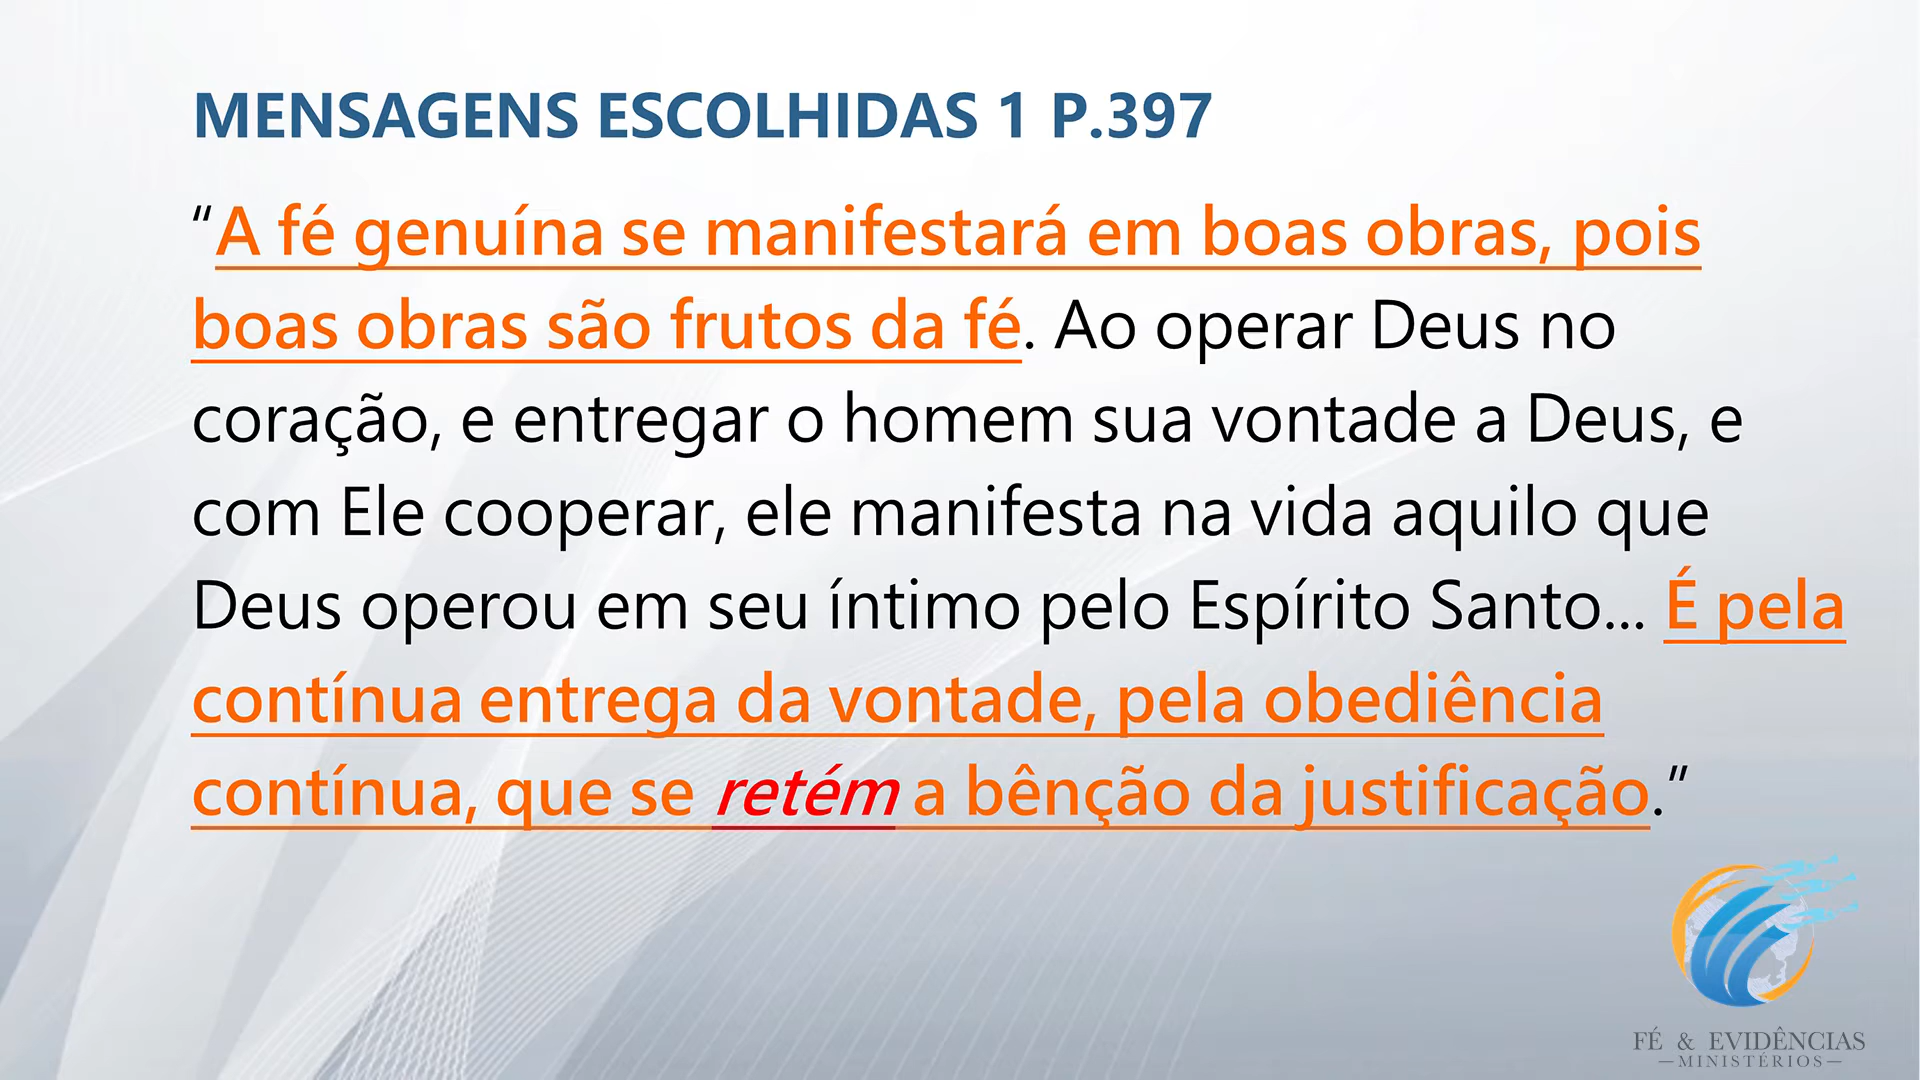 MENSAGENS ESCOLHIDAS 1 P.397
“A fé genuína se manifestará em boas obras, pois
boas obras são frutos da fé. Ao operar Deus no
coração, e entregar o homem sua vontade a Deus, e
com Ele cooperar, ele manifesta na vida aquilo que
Deus operou em seu íntimo pelo Espírito Santo... É pela
contínua entrega da vontade, pela obediência
contínua, que se retém a bênção da justificação.”
FÉ & EVIDÊNCIAS
—MINISTÉRIOS—